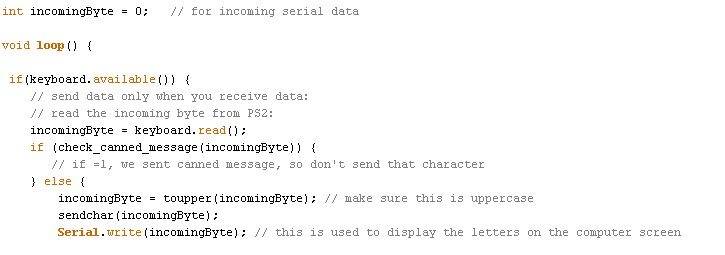 int incomingByte = 0;   // for incoming serial data
void loop() {
if(keyboard.available()) {
// send data only when you receive data:
// read the incoming byte from PS2:
incomingByte = keyboard.read();
if (check_canned_message(incomingByte)) {
// if =1, we sent canned message, so don't send that character
} else {
incomingByte = toupper(incomingByte); // make sure this is uppercase
sendchar(incomingByte);
Serial.write(incomingByte); // this is used to display the letters on the computer screen